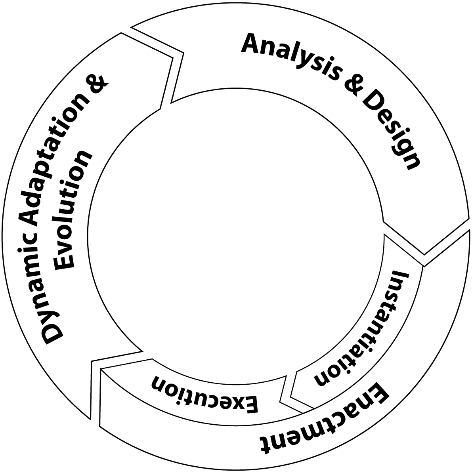 Analysis & Design
Instantiation
Enactment
Execution
Dynamic Adaptation &
Evolution